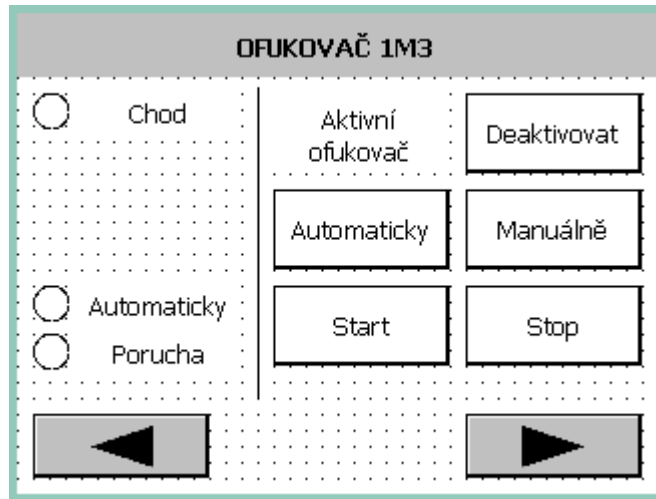 OFUKOVAČ 1M3
Chod
Aktivní
ofukovač
Deaktivovat
Automaticky
Manuálně
Automaticky
Porucha
Start
Stop